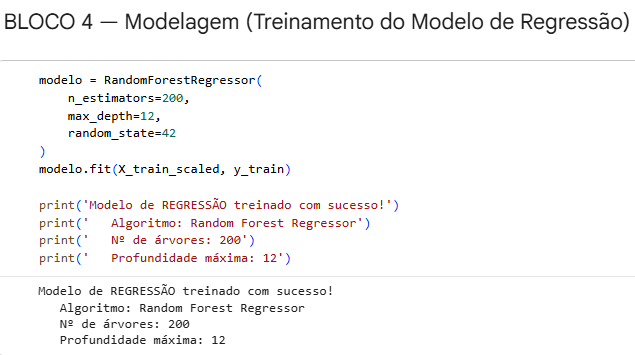 BLOCO 4 — Modelagem (Treinamento do Modelo de Regressão)
modelo = RandomForestRegressor(
    n_estimators=200,
    max_depth=12,
    random_state=42
)
modelo.fit(X_train_scaled, y_train)
print('Modelo de REGRESSÃO treinado com sucesso!')
print('   Algoritmo: Random Forest Regressor')
print('   Nº de árvores: 200')
print('   Profundidade máxima: 12')
Modelo de REGRESSÃO treinado com sucesso!
   Algoritmo: Random Forest Regressor
   Nº de árvores: 200
   Profundidade máxima: 12